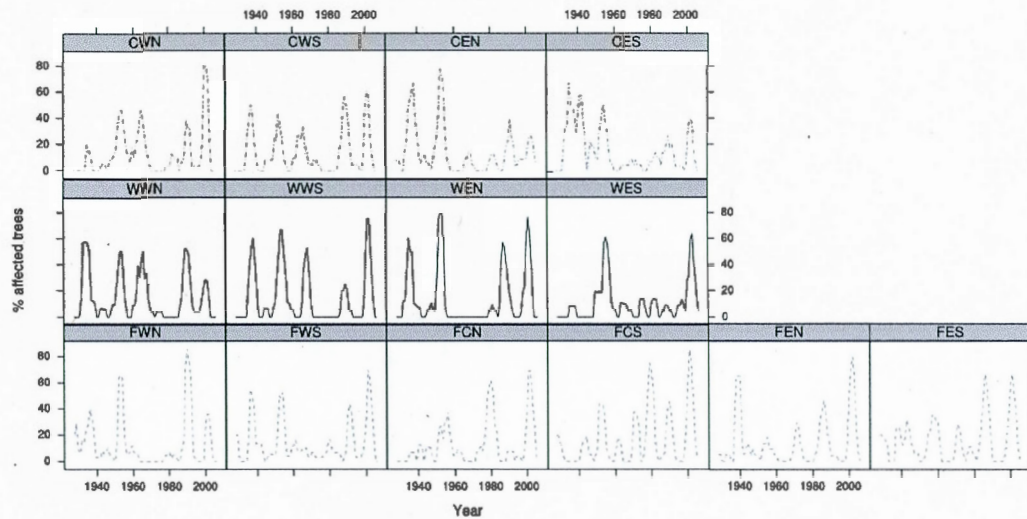 1940 1960 1980 2000 1940 1960 1980 2000
CWN CWS CEN CES
80
60
40
20
0
WWN WWS WEN WES
80
60
40
20
0
% affected trees
FWN FWS FCN FCS FEN FES
80
60
40
20
0
1940 1960 1980 2000 1940 1960 1980 2000 1940 1960 1980 2000
Year